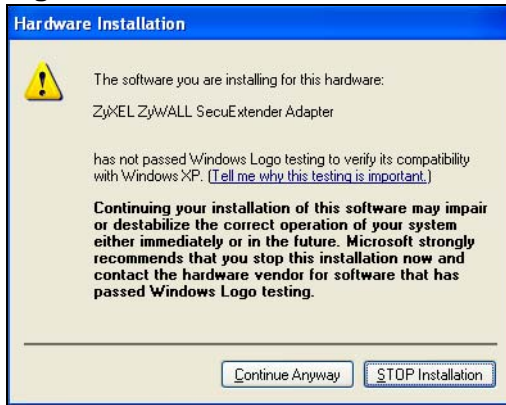 Hardware Installation
The software you are installing for this hardware:
ZyXEL ZyWALL SecuExtender Adapter
has not passed Windows Logo testing to verify its compatibility
with Windows XP. (Tell me why this testing is important.)
Continuing your installation of this software may impair
or destabilize the correct operation of your system
either immediately or in the future. Microsoft strongly
recommends that you stop this installation now and
contact the hardware vendor for software that has
passed Windows Logo testing.
Continue Anyway
STOP Installation